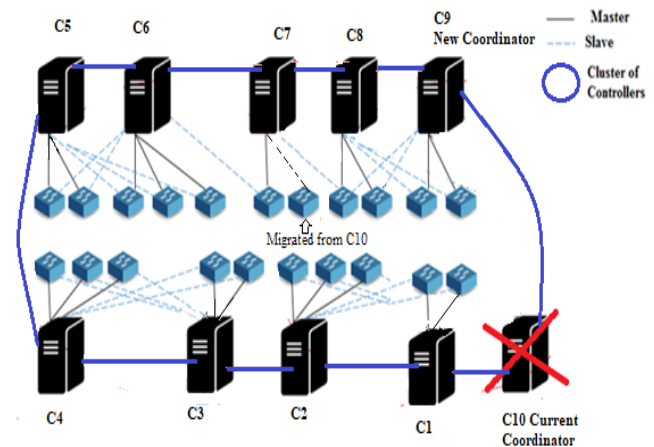 C5
C6
C7
C8
C9
New Coordinator
Master
Slave
Cluster of
Controllers
Migrated from C10
C4
C3
C2
C1
C10 Current
Coordinator